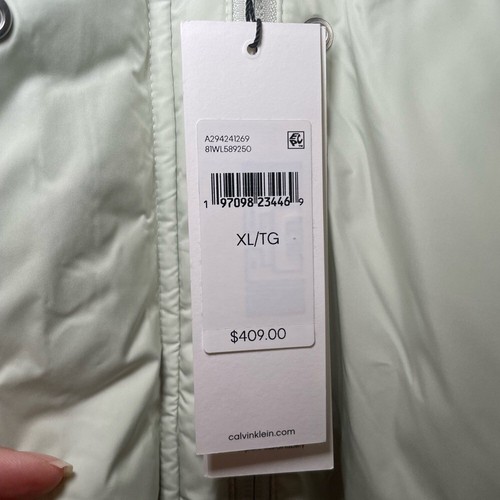 A294241269
81WL589250
1 97098 23446 9
XL/TG
$409.00
calvinklein.com